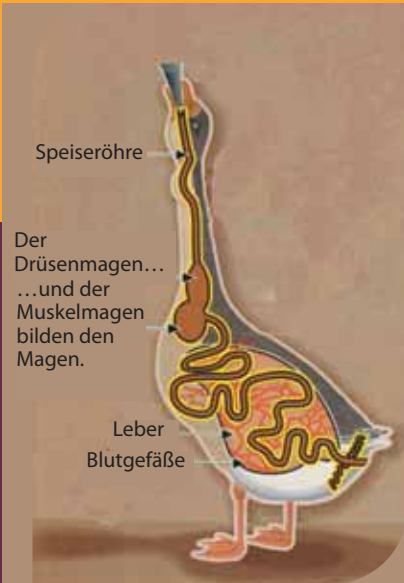 Speiseröhre
Der
Drüsenmagen…
…und der
Muskelmagen
bilden den
Magen.
Leber
Blutgefäße